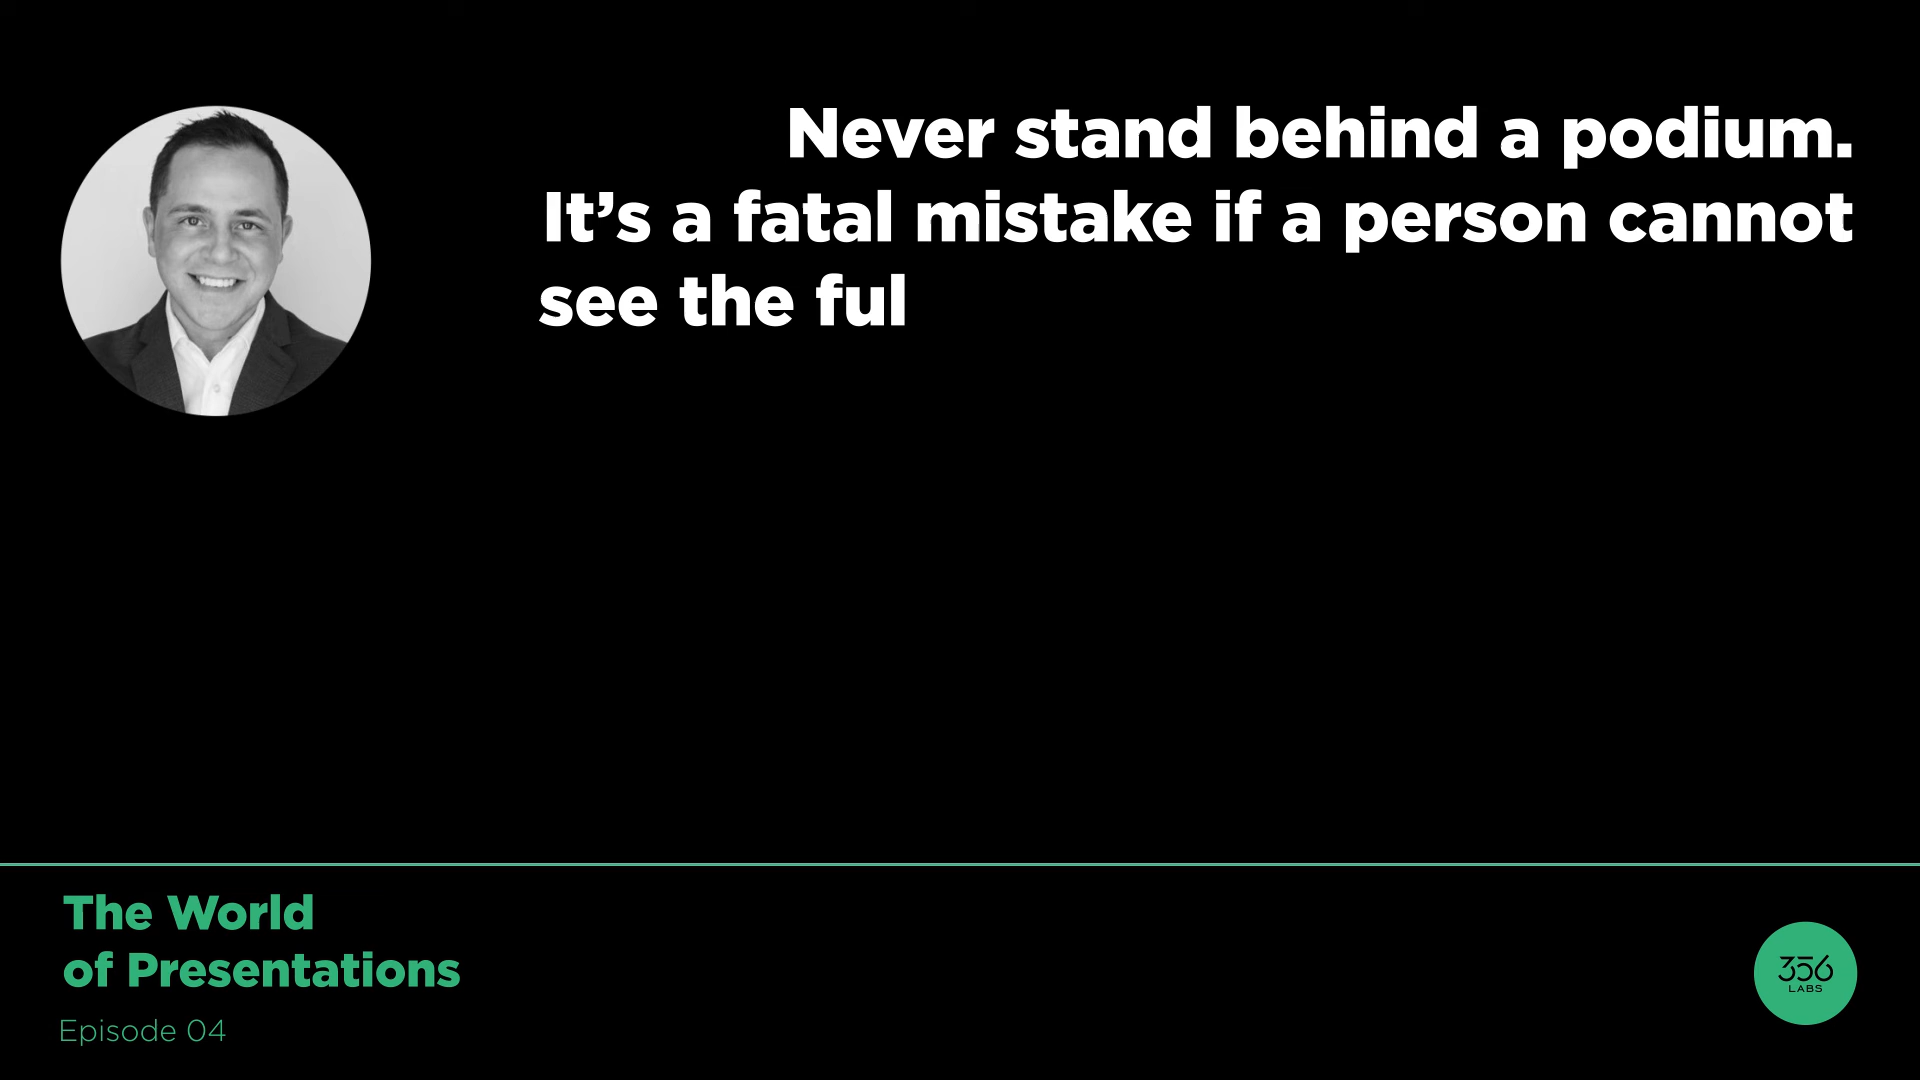 Never stand behind a podium.
It’s a fatal mistake if a person cannot
see the ful
The World
of Presentations
Episode 04
356
LABS